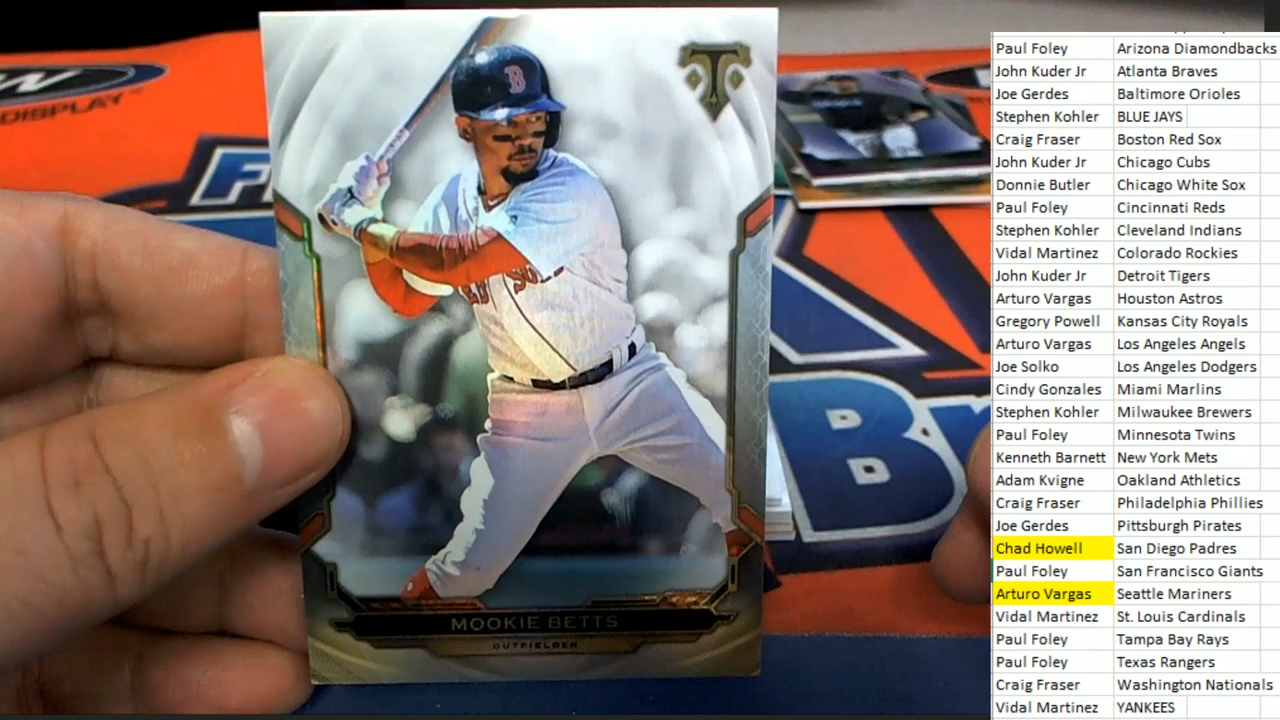 DISPLAY
F
B
T
RED SOX
Br
MOOKIE BETTS
OUTFIELDER
Paul Foley Arizona Diamondbacks
John Kuder Jr Atlanta Braves
Joe Gerdes Baltimore Orioles
Stephen Kohler BLUE JAYS
Craig Fraser Boston Red Sox
John Kuder Jr Chicago Cubs
Donnie Butler Chicago White Sox
Paul Foley Cincinnati Reds
Stephen Kohler Cleveland Indians
Vidal Martinez Colorado Rockies
John Kuder Jr Detroit Tigers
Arturo Vargas Houston Astros
Gregory Powell Kansas City Royals
Arturo Vargas Los Angeles Angels
Joe Solko Los Angeles Dodgers
Cindy Gonzales Miami Marlins
Stephen Kohler Milwaukee Brewers
Paul Foley Minnesota Twins
Kenneth Barnett New York Mets
Adam Kvigne Oakland Athletics
Craig Fraser Philadelphia Phillies
Joe Gerdes Pittsburgh Pirates
Chad Howell San Diego Padres
Paul Foley San Francisco Giants
Arturo Vargas Seattle Mariners
Vidal Martinez St. Louis Cardinals
Paul Foley Tampa Bay Rays
Paul Foley Texas Rangers
Craig Fraser Washington Nationals
Vidal Martinez YANKEES